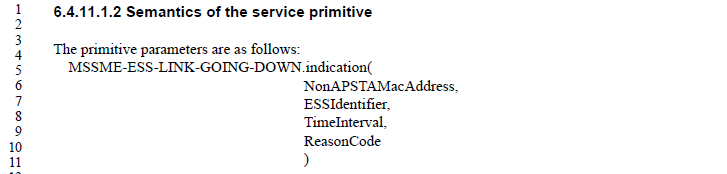 1 6.4.11.1.2 Semantics of the service primitive
2
3
4 The primitive parameters are as follows:
5 MSSME-ESS-LINK-GOING-DOWN.indication(
6 NonAPSTAMacAddress,
7 ESSIdentifier,
8 TimeInterval,
9
10 ReasonCode
11 )